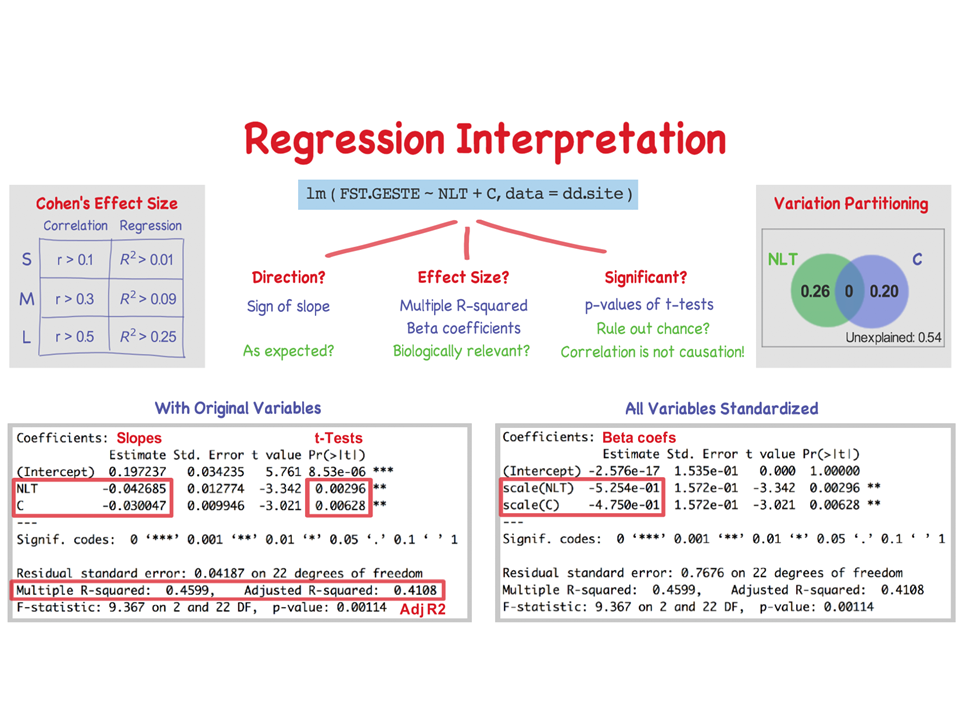 Regression Interpretation
lm ( FST.GESTE ~ NLT + C, data = dd.site )
Cohen's Effect Size
Correlation Regression
S r > 0.1 R² > 0.01
M r > 0.3 R² > 0.09
L r > 0.5 R² > 0.25
Direction?
Sign of slope
As expected?
Effect Size?
Multiple R-squared
Beta coefficients
Biologically relevant?
Significant?
p-values of t-tests
Rule out chance?
Correlation is not causation!
Variation Partitioning
NLT C
0.26 0 0.20
Unexplained: 0.54
With Original Variables
Coefficients: Slopes t-Tests
Estimate Std. Error t value Pr(>|t|)
(Intercept) 0.197237 0.034235 5.761 8.53e-06 ***
NLT -0.042685 0.012774 -3.342 0.00296 **
C -0.030047 0.009946 -3.021 0.00628 **
---
Signif. codes: 0 ‘***’ 0.001 ‘**’ 0.01 ‘*’ 0.05 ‘.’ 0.1 ‘ ’ 1
Residual standard error: 0.04187 on 22 degrees of freedom
Multiple R-squared: 0.4599, Adjusted R-squared: 0.4108
F-statistic: 9.367 on 2 and 22 DF, p-value: 0.00114 Adj R2
All Variables Standardized
Coefficients: Beta coefs
Estimate Std. Error t value Pr(>|t|)
(Intercept) -2.576e-17 1.535e-01 0.000 1.00000
scale(NLT) -5.254e-01 1.572e-01 -3.342 0.00296 **
scale(C) -4.750e-01 1.572e-01 -3.021 0.00628 **
---
Signif. codes: 0 ‘***’ 0.001 ‘**’ 0.01 ‘*’ 0.05 ‘.’ 0.1 ‘ ’ 1
Residual standard error: 0.7676 on 22 degrees of freedom
Multiple R-squared: 0.4599, Adjusted R-squared: 0.4108
F-statistic: 9.367 on 2 and 22 DF, p-value: 0.00114